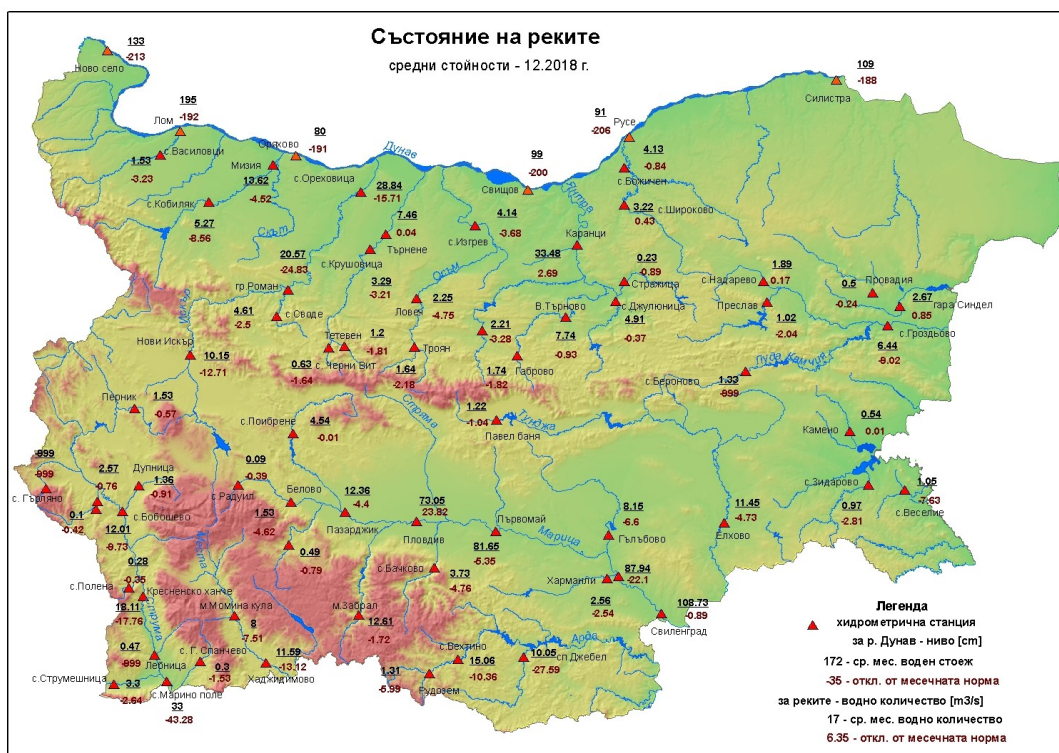 Състояние на реките
средни стойности - 12.2018 г.
133
-213
Ново село
195
-192
Лом
109
-188
Силистра
91
-206
Русе
80
-191
Оряхово
Дунав
99
-200
Свищов
с.Василовци
1.53
-3.23
Мизия
13.62
-4.52
с.Ореховица
28.84
-15.71
4.13
-0.84
с.Божичен
с.Кобиляк
5.27
-8.56
Скът
7.46
0.04
Търнене
4.14
-3.68
с.Изгрев
Янтра
3.22
0.43
с.Широково
Каранци
33.48
2.69
20.57
-24.83
гр.Роман
с.Крушовица
3.29
-3.21
Осъм
0.23
-0.89
Стражица
1.89
0.17
с.Надарево
Провадия
0.5
-0.24
2.67
0.85
гара Синдел
4.61
-2.5
с.Своде
Ловеч
2.25
-4.75
В.Търново
7.74
-0.93
с.Джулюница
4.91
-0.37
Преслав
1.02
-2.04
с.Гроздьово
6.44
-9.02
Искър
Нови Искър
10.15
-12.71
Тетевен
1.2
-1.81
0.63
-1.64
с. Черни Вит
Троян
1.64
-2.18
2.21
-3.28
1.74
-1.82
Габрово
Луда Камчия
с.Бероново
1.33
-999
Перник
1.53
-0.57
с.Поибрене
4.54
-0.01
Стряма
1.22
-1.04
Павел баня
Тунджа
0.54
0.01
Камено
-999
-999
с. Гърляно
2.57
-0.76
Дупница
1.36
-0.91
0.09
-0.39
с.Радуил
Белово
1.53
-4.62
12.36
-4.4
Пазарджик
73.05
23.82
Пловдив
Първомай
81.65
-5.35
Марица
8.15
-6.6
Гълъбово
11.45
-4.73
Елхово
с.Зидарово
0.97
-2.81
1.05
-7.63
с.Веселие
0.1
-0.42
с.Бобошево
12.01
-9.73
0.49
-0.79
Места
с.Бачково
3.73
-4.76
Харманли
2.56
-2.54
87.94
-22.1
108.73
-0.89
Свиленград
0.28
-0.35
с.Полена
Кресненско ханче
18.11
-17.76
Струма
м.Момина кула
8
-7.51
м.Забрал
12.61
-1.72
0.47
-999
Лебница
с. Г. Спанчево
0.3
-1.53
11.59
-13.12
Хаджидимово
с.Вехтино
15.06
-10.36
Арда
10.05
-27.59
сп.Джебел
1.31
-5.99
Рудозем
с.Струмешница
3.3
-2.64
с.Марино поле
33
-43.28
Легенда
хидрометрична станция
за р. Дунав - ниво [cm]
172 - ср. мес. воден стоеж
-35 - откл. от месечната норма
за реките - водно количество [m3/s]
17 - ср. мес. водно количество
6.35 - откл. от месечната норма